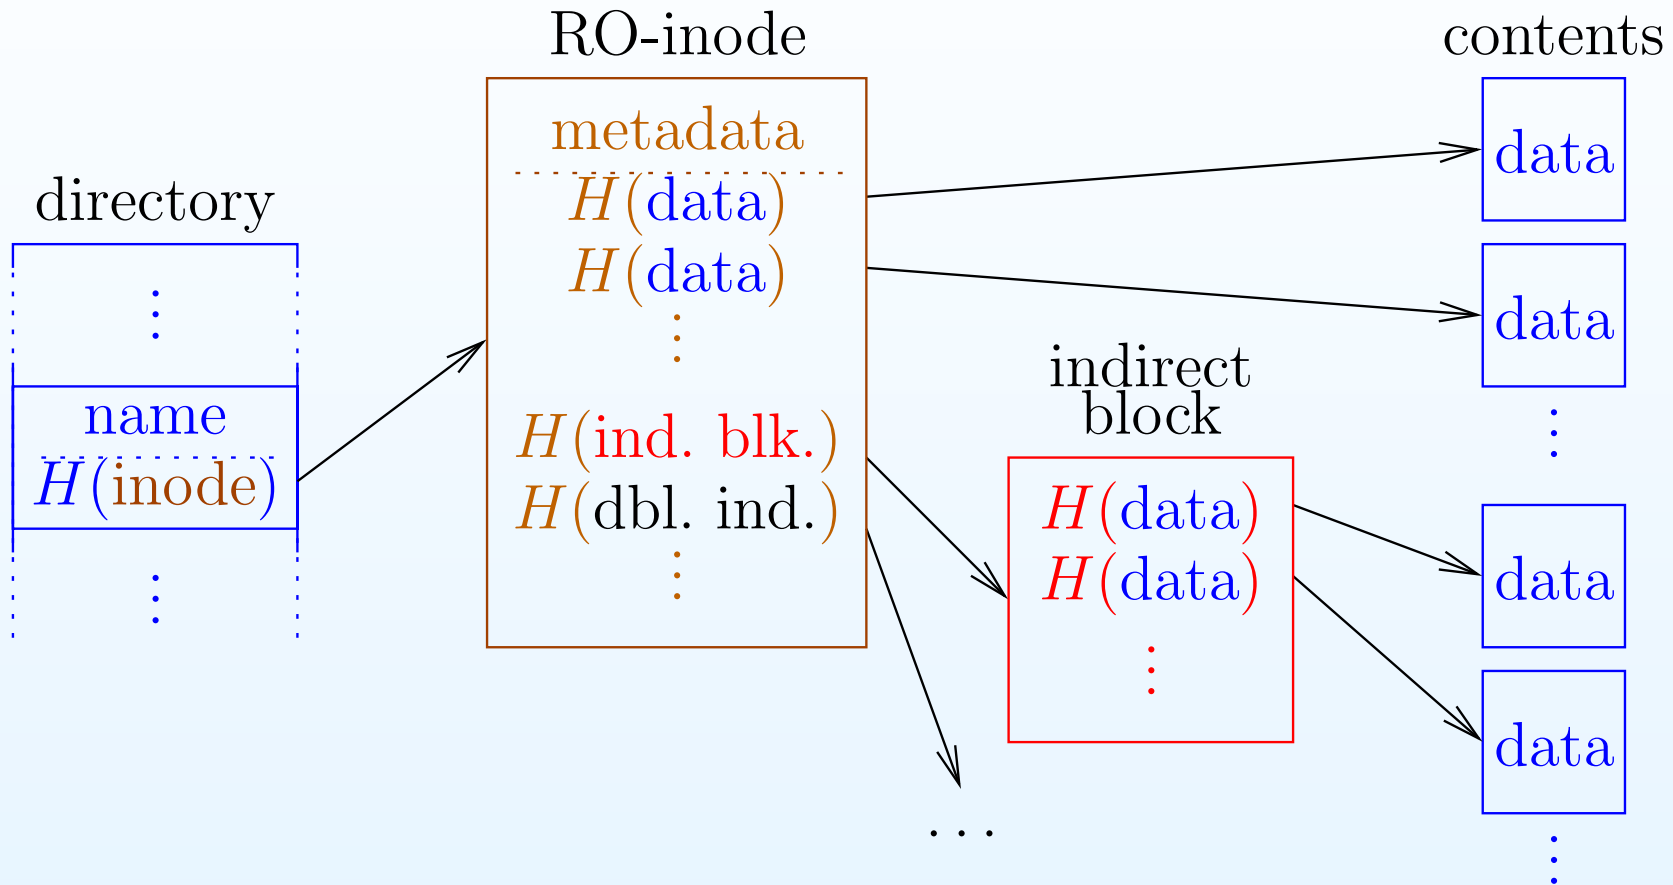 directory
⋮
name
H(inode)
⋮
RO-inode
metadata
H(data)
H(data)
⋮
H(ind. blk.)
H(dbl. ind.)
⋮
...
indirect
block
H(data)
H(data)
⋮
contents
data
data
⋮
data
data
⋮